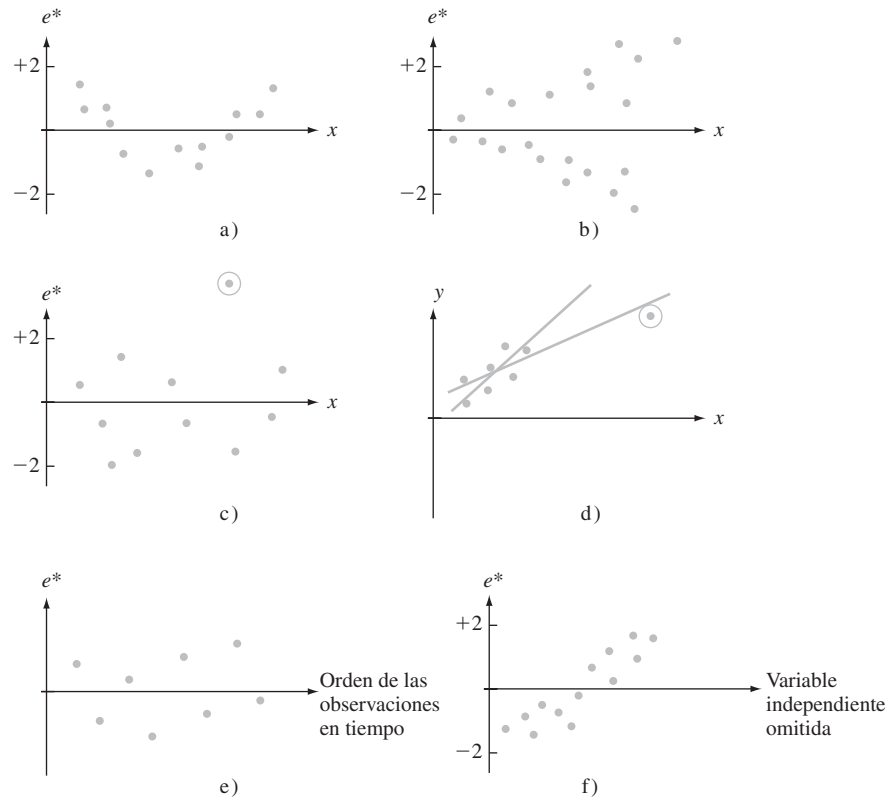 e*
+2
x
−2
a)
e*
+2
x
−2
b)
e*
+2
x
−2
c)
y
x
d)
e*
Orden de las
observaciones
en tiempo
e)
e*
+2
Variable
independiente
omitida
−2
f)